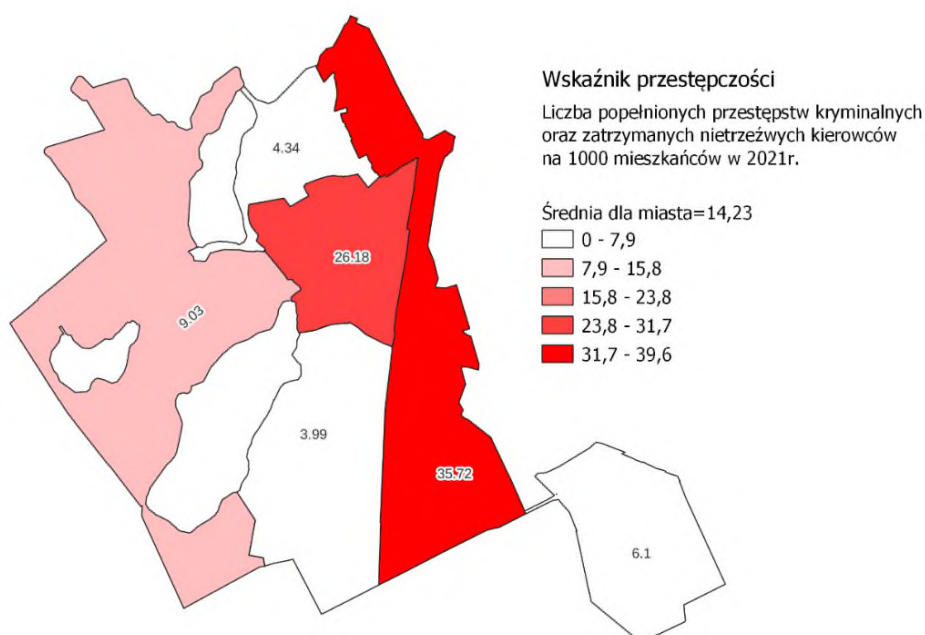 Wskaźnik przestępczości
Liczba popełnionych przestępstw kryminalnych
oraz zatrzymanych nietrzeźwych kierowców
na 1000 mieszkańców w 2021r.
Średnia dla miasta=14,23
0 - 7,9
7,9 - 15,8
15,8 - 23,8
23,8 - 31,7
31,7 - 39,6
4.34
26.18
9.03
3.99
35.72
6.1